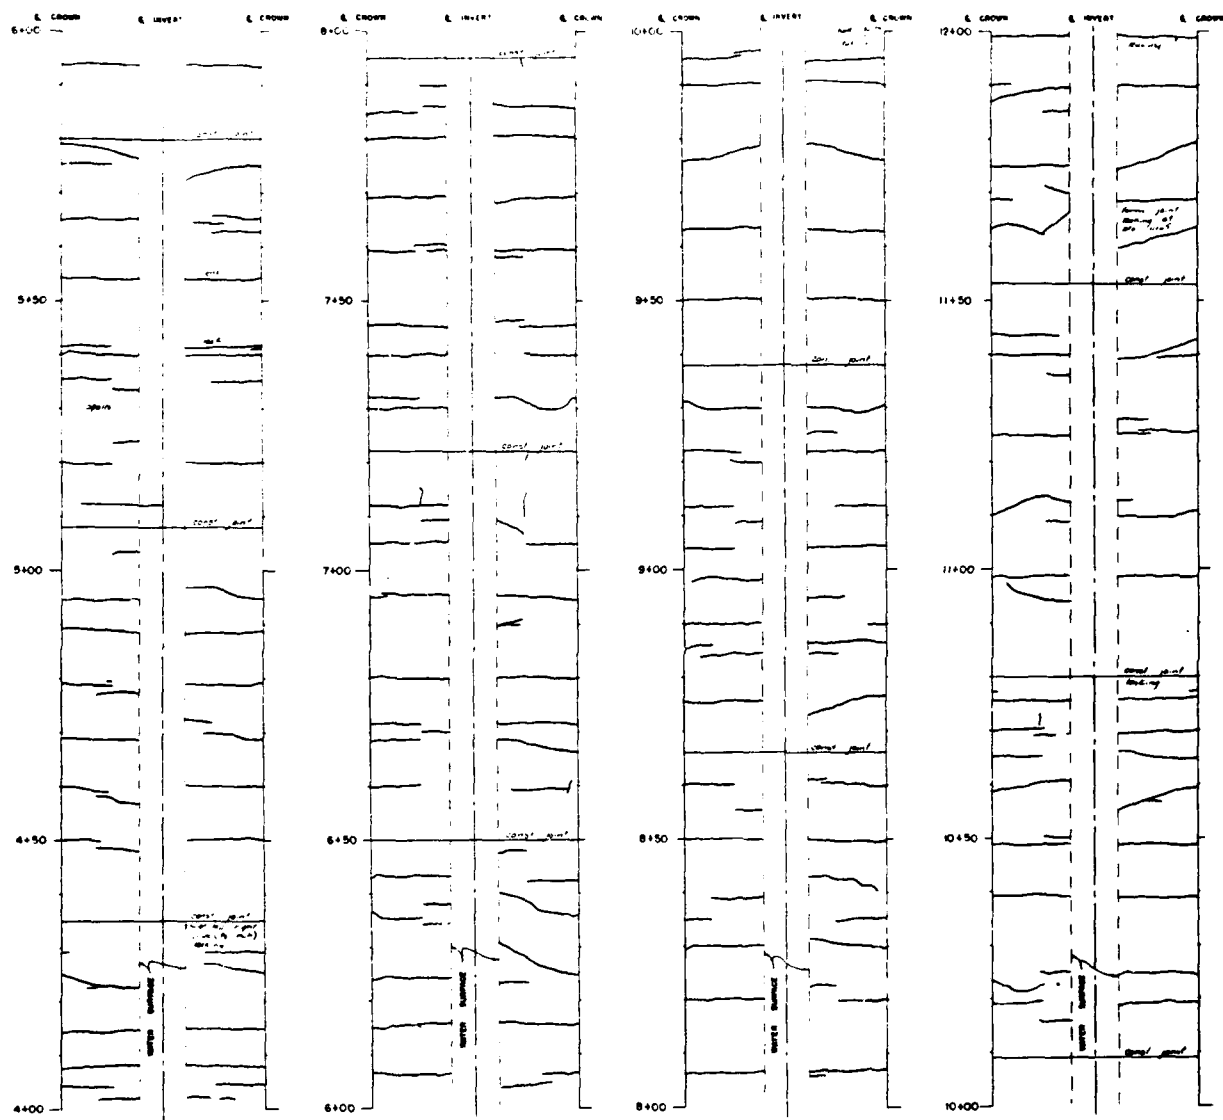 ℄ CROWN ℄ INVERT ℄ CROWN
6+00
const joint
5+50
spain
const joint
5+00
4+50
const joint
WATER SURFACE
4+00
℄ CROWN ℄ INVERT ℄ CROWN
8+00
const joint
7+50
const joint
7+00
const joint
6+50
WATER SURFACE
6+00
℄ CROWN ℄ INVERT ℄ CROWN
10+00
9+50
con. joint
9+00
const joint
8+50
WATER SURFACE
8+00
℄ CROWN ℄ INVERT ℄ CROWN
12+00
form joint
const joint
11+50
11+00
const joint
leaking
10+50
WATER SURFACE
const joint
10+00